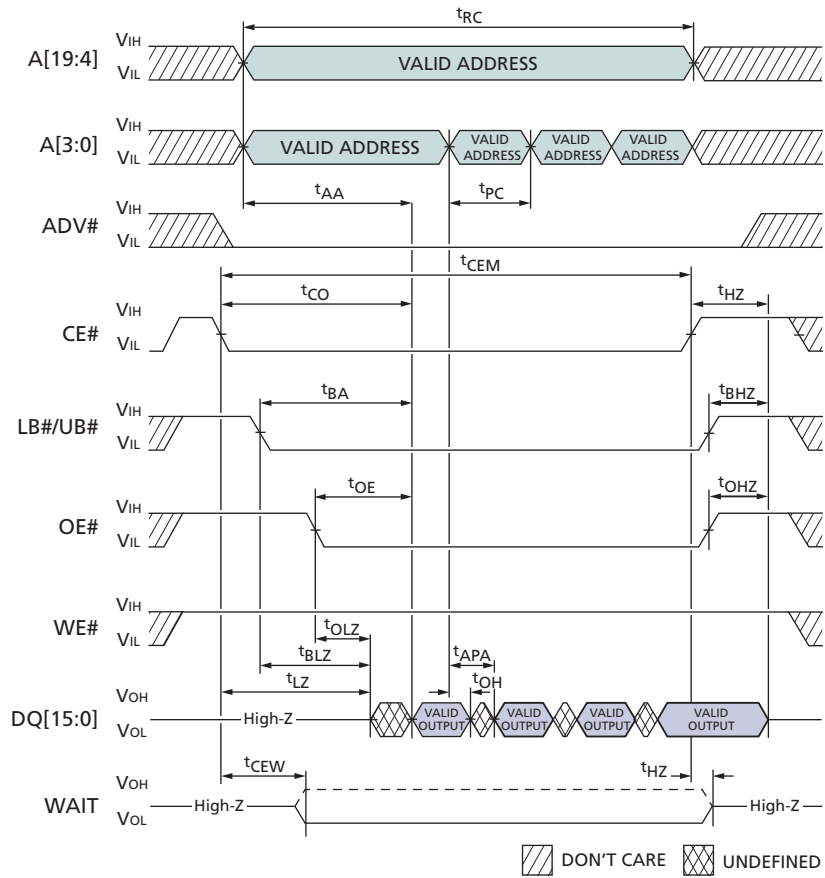 tRC
VIH
A[19:4]
VALID ADDRESS
VIL
VIH
A[3:0]
VALID ADDRESS
VALID ADDRESS
VALID ADDRESS
VALID ADDRESS
VIL
tAA
tPC
VIH
ADV#
VIL
tCEM
tCO
tHZ
VIH
CE#
VIL
tBA
tBHZ
VIH
LB#/UB#
VIL
tOE
tOHZ
VIH
OE#
VIL
VIH
WE#
VIL
tOLZ
tBLZ
tAPA
tLZ
tOH
VOH
DQ[15:0]
High-Z
VALID OUTPUT
VALID OUTPUT
VALID OUTPUT
VALID OUTPUT
VOL
tCEW
tHZ
VOH
WAIT
High-Z
High-Z
VOL
DON'T CARE
UNDEFINED